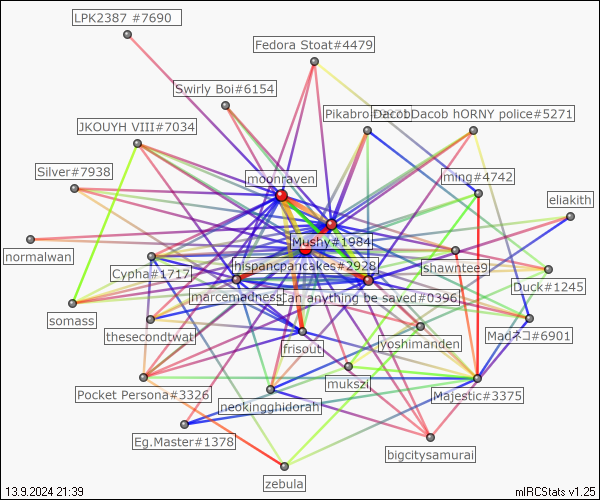 LPK2387 #7690
Fedora Stoat#4479
Swirly Boi#6154
Pikabro
DacobDacob hORNY police#5271
JKOUYH VIII#7034
moonraven
Silver#7938
ming#4742
eliakith
normalwan
Mushy#1984
hispancpancakes#2928
shawntee9
Cypha#1717
Duck#1245
marcemadness
an anything be saved#0396
somass
thesecondtwat
Madネコ#6901
frisout
yoshimanden
mukszi
Pocket Persona#3326
Majestic#3375
neokingghidorah
Eg.Master#1378
bigcitysamurai
zebula
13.9.2024 21:39
mIRCStats v1.25